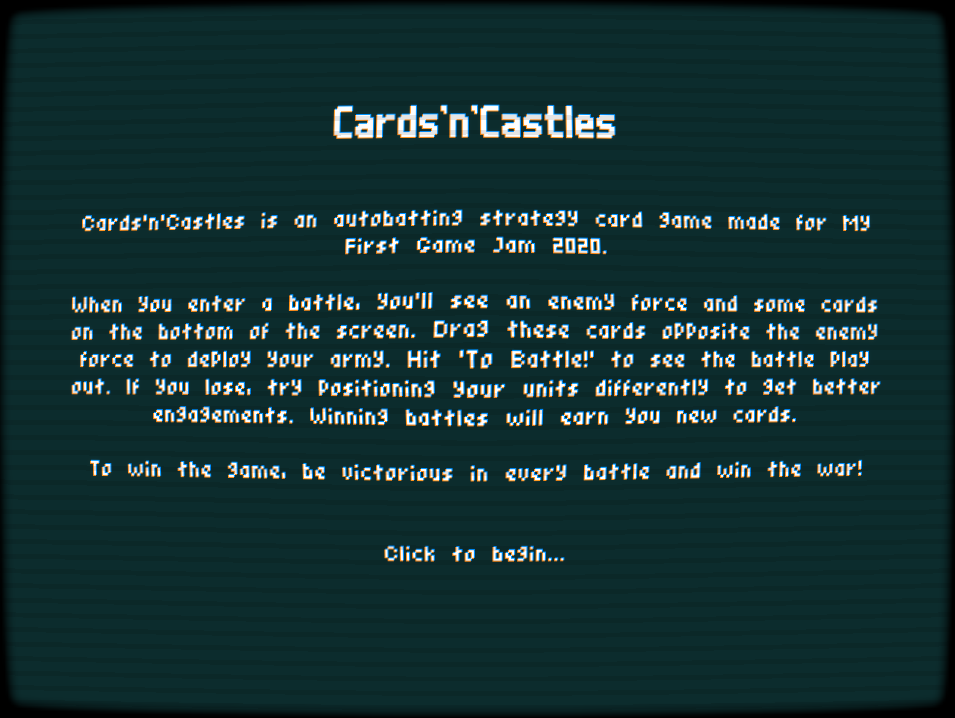 Cards'n'Castles
Cards'n'Castles is an autobatting strategy card game made for My
First Game Jam 2020.
When you enter a battle, you'll see an enemy force and some cards
on the bottom of the screen. Drag these cards opposite the enemy
force to deploy your army. Hit 'To Battle!' to see the battle play
out. If you lose, try positioning your units differently to get better
engagements. Winning battles will earn you new cards.
To win the game, be victorious in every battle and win the war!
Click to begin...